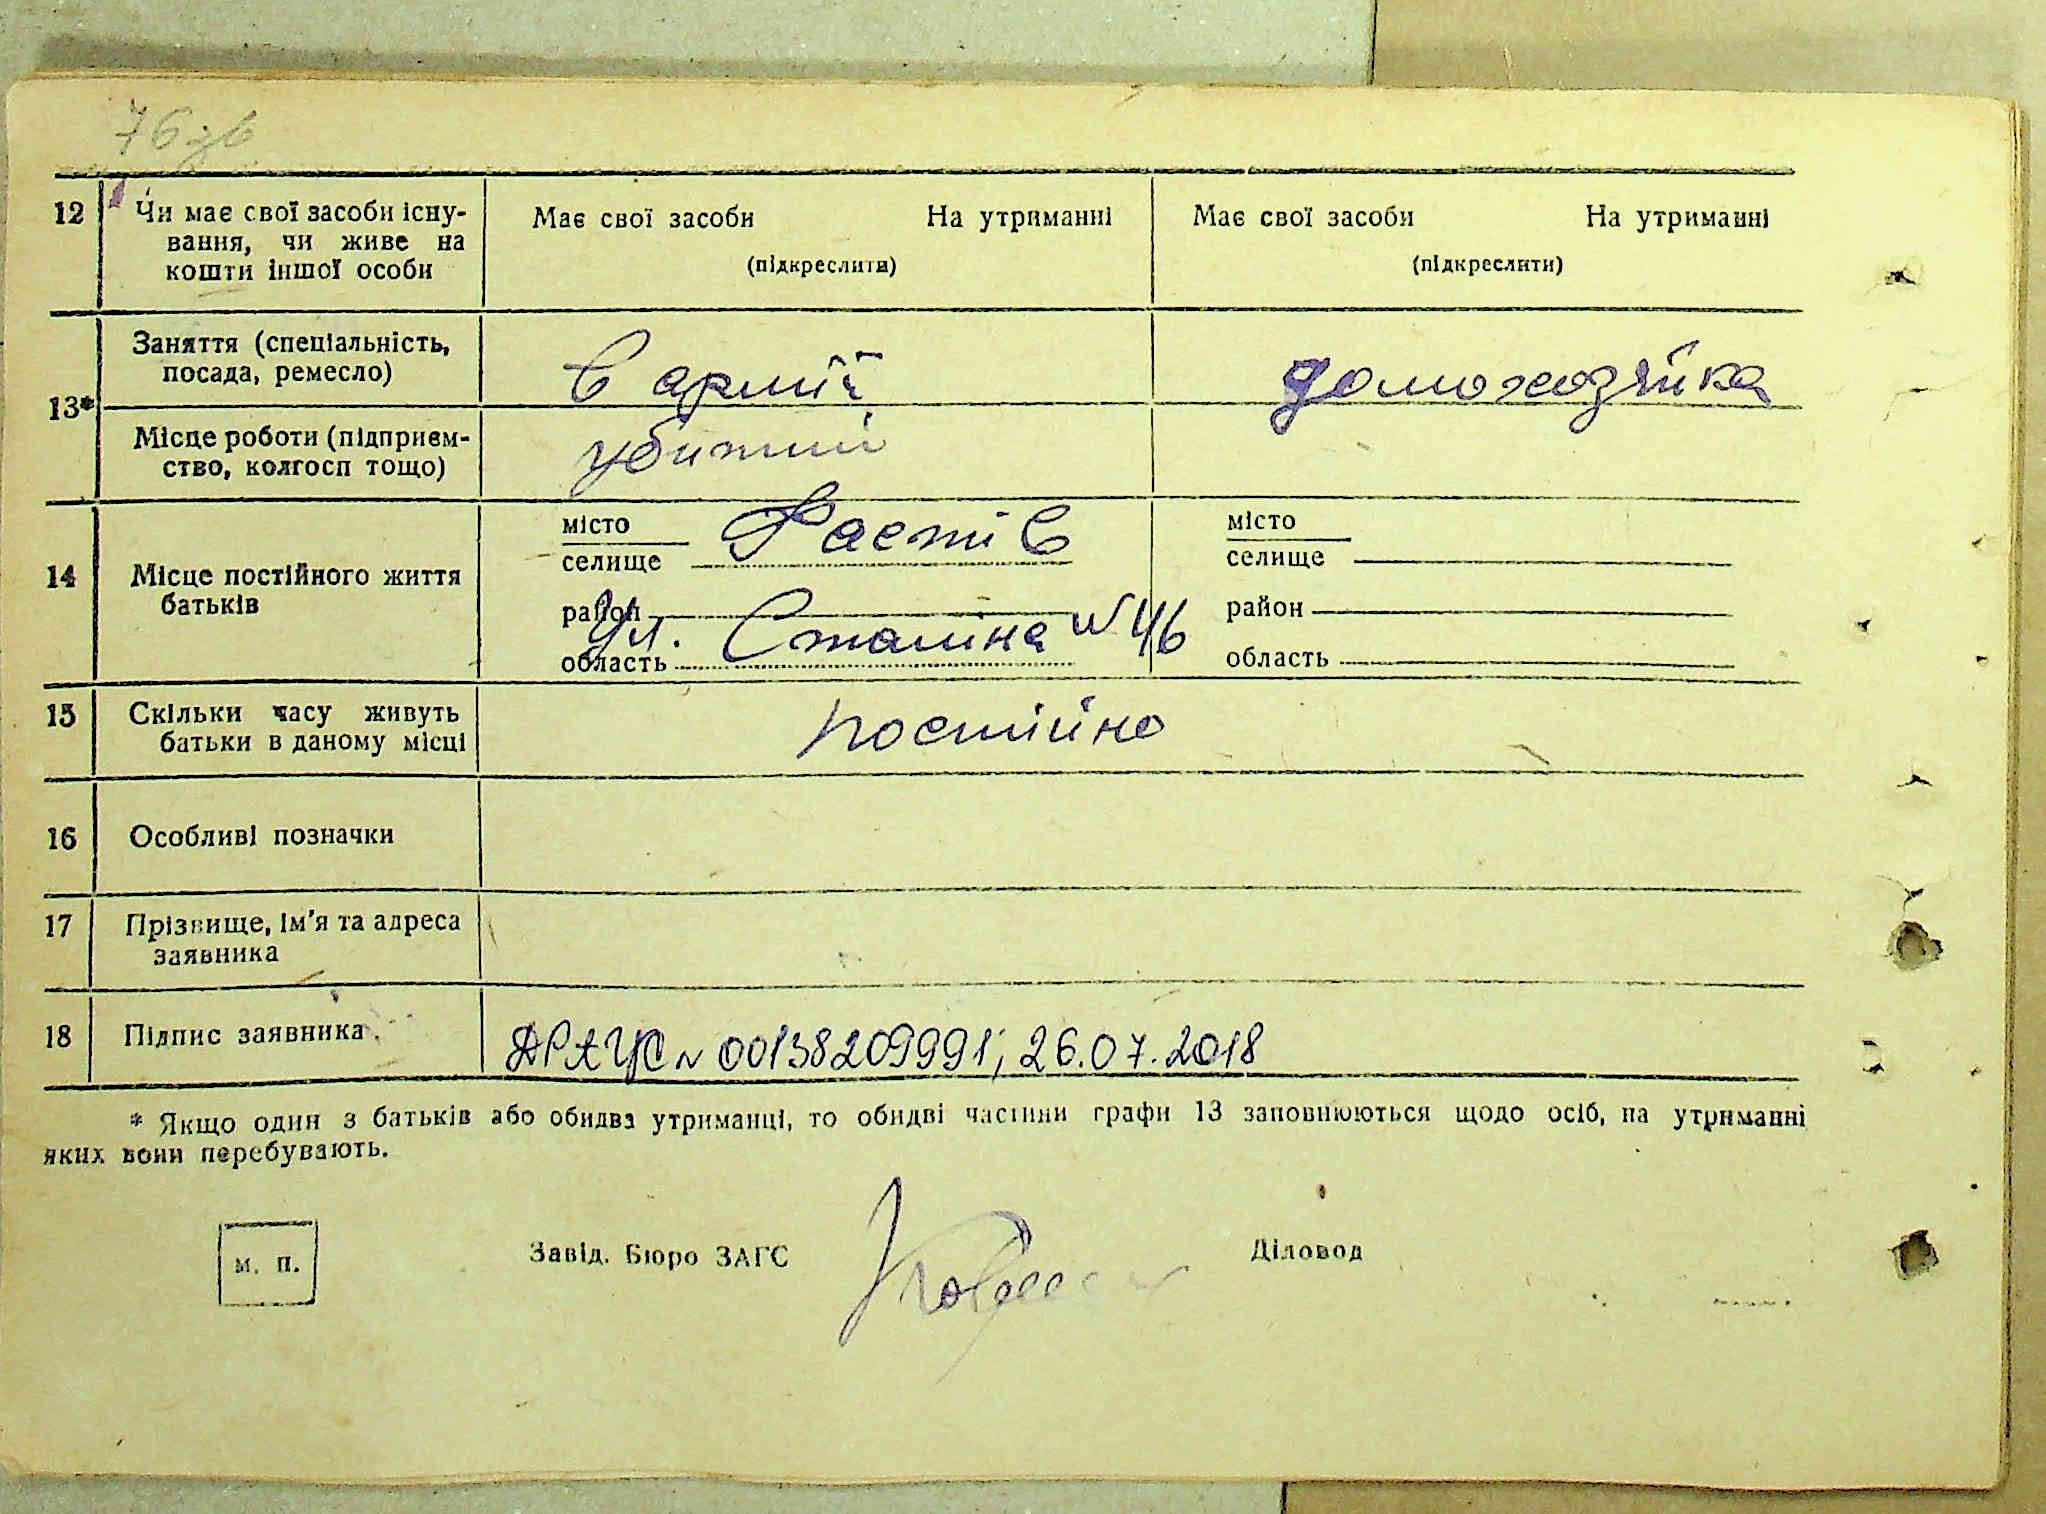 76 зв
12
Чи має свої засоби існу-
вання, чи живе на
кошти іншої особи
Має свої засоби На утриманні
(підкреслити)
Має свої засоби На утриманні
(підкреслити)
13*
Заняття (спеціальність,
посада, ремесло)
в армії
домохозяйка
Місце роботи (підприєм-
ство, колгосп тощо)
убитий
14
Місце постійного життя
батьків
місто
селище
Фастів
район
ул. Сталіна №46
область
місто
селище
район
область
15
Скільки часу живуть
батьки в даному місці
постійно
16
Особливі позначки
17
Прізвище, ім'я та адреса
заявника
18
Підпис заявника
ДРАЦС № 00138209991; 26.07.2018
* Якщо один з батьків або обидва утриманці, то обидві частини графи 13 заповнюються щодо осіб, на утриманні
яких вони перебувають.
м. п.
Завід. Бюро ЗАГС
Діловод